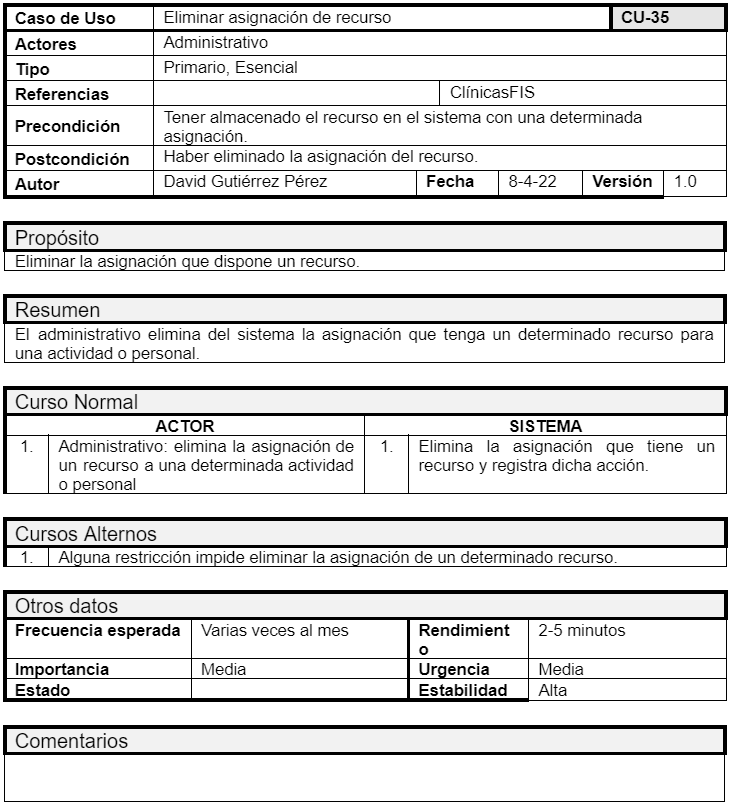 Caso de Uso Eliminar asignación de recurso CU-35
Actores Administrativo
Tipo Primario, Esencial
Referencias ClínicasFIS
Precondición Tener almacenado el recurso en el sistema con una determinada
asignación.
Postcondición Haber eliminado la asignación del recurso.
Autor David Gutiérrez Pérez Fecha 8-4-22 Versión 1.0
Propósito
Eliminar la asignación que dispone un recurso.
Resumen
El administrativo elimina del sistema la asignación que tenga un determinado recurso para
una actividad o personal.
Curso Normal
ACTOR SISTEMA
1. Administrativo: elimina la asignación de 1. Elimina la asignación que tiene un
un recurso a una determinada actividad recurso y registra dicha acción.
o personal
Cursos Alternos
1. Alguna restricción impide eliminar la asignación de un determinado recurso.
Otros datos
Frecuencia esperada Varias veces al mes Rendimient 2-5 minutos
o
Importancia Media Urgencia Media
Estado Estabilidad Alta
Comentarios